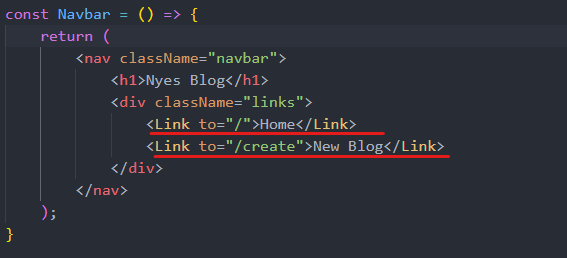 const Navbar = () => {
return (
<nav className="navbar">
<h1>Nyes Blog</h1>
<div className="links">
<Link to="/">Home</Link>
<Link to="/create">New Blog</Link>
</div>
</nav>
);
}